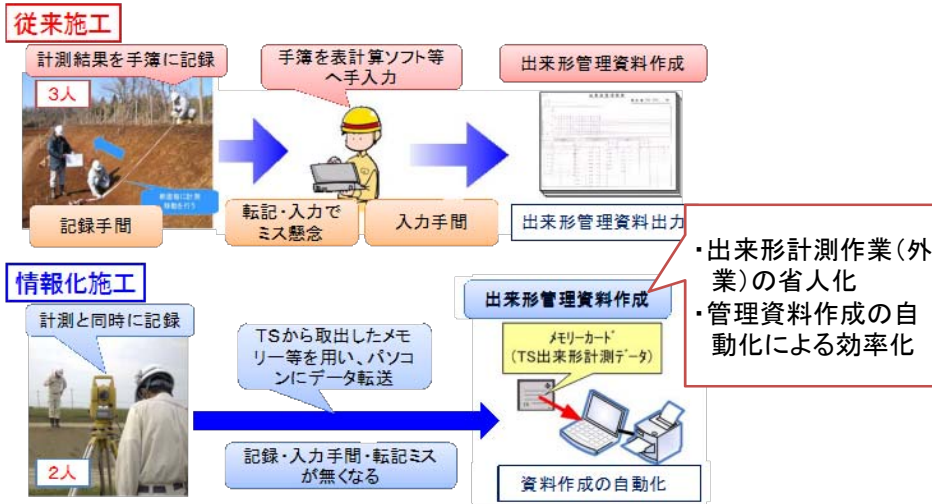 従来施工
計測結果を手簿に記録
3人
記録手間
手簿を表計算ソフト等
へ手入力
転記・入力で
ミス懸念
入力手間
出来形管理資料作成
出来形管理資料出力
・出来形計測作業(外
業)の省人化
・管理資料作成の自
動化による効率化
情報化施工
計測と同時に記録
2人
TSから取出したメモ
リー等を用い、パソコ
ンにデータ転送
記録・入力手間・転記ミス
が無くなる
出来形管理資料作成
メモリーカード
(TS出来形計測データ)
資料作成の自動化